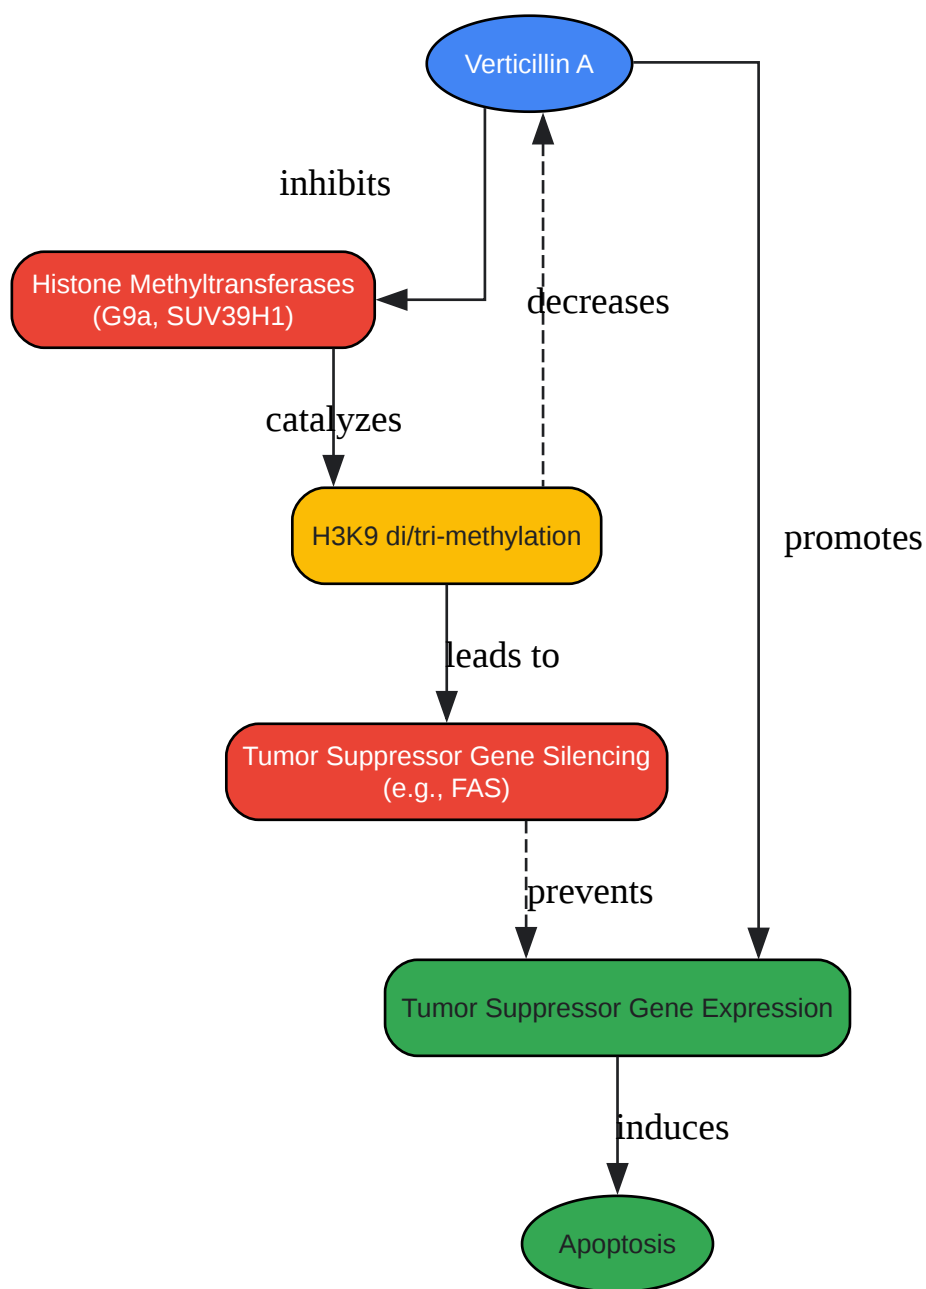 Verticillin A
inhibits
Histone Methyltransferases
(G9a, SUV39H1)
decreases
catalyzes
H3K9 di/tri-methylation
promotes
leads to
Tumor Suppressor Gene Silencing
(e.g., FAS)
prevents
Tumor Suppressor Gene Expression
induces
Apoptosis